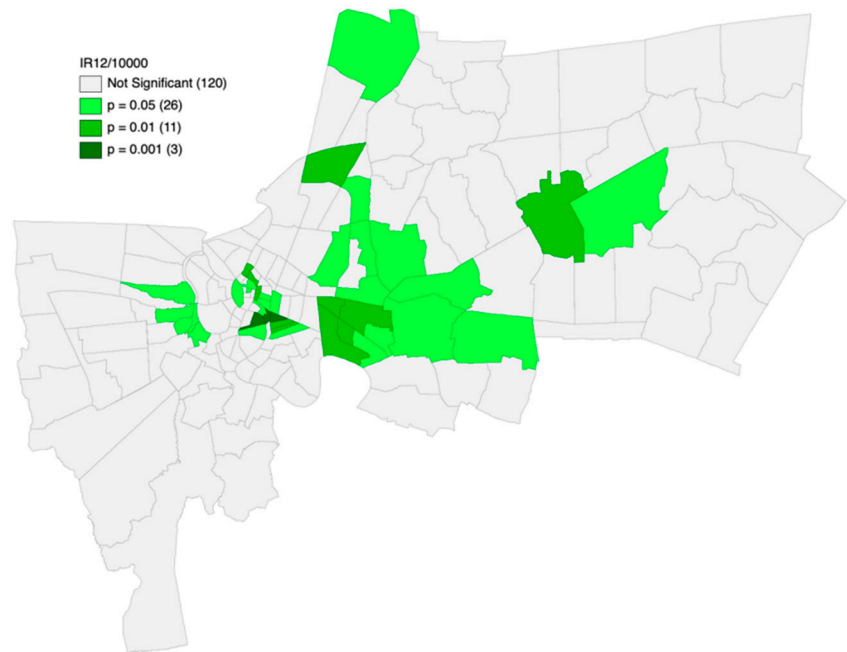 IR12/10000
Not Significant (120)
p = 0.05 (26)
p = 0.01 (11)
p = 0.001 (3)